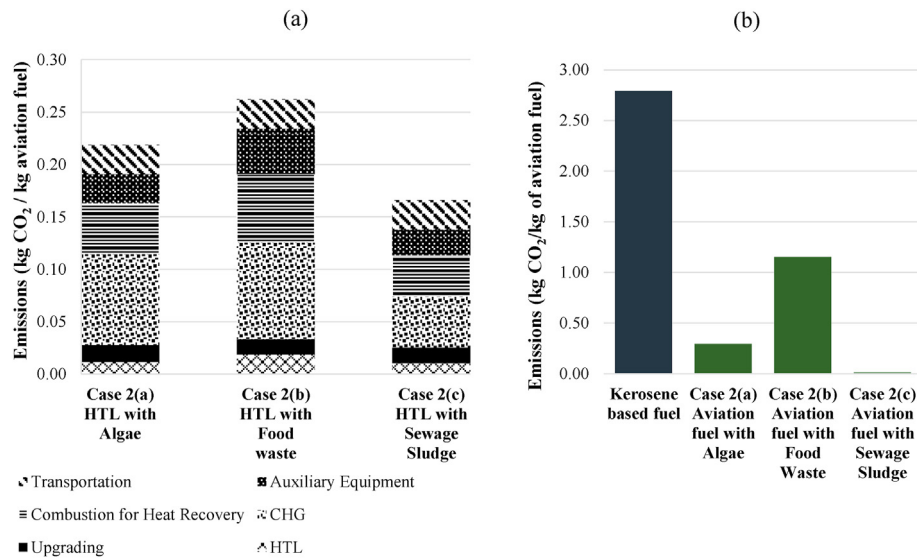 (a)
Emissions (kg CO₂ / kg aviation fuel)
0.30
0.25
0.20
0.15
0.10
0.05
0.00
Case 2(a)
HTL with
Algae
Case 2(b)
HTL with
Food
waste
Case 2(c)
HTL with
Sewage
Sludge
Transportation
Auxiliary Equipment
Combustion for Heat Recovery
CHG
Upgrading
HTL
(b)
Emissions (kg CO₂/kg of aviation fuel)
3.00
2.50
2.00
1.50
1.00
0.50
0.00
Kerosene
based fuel
Case 2(a)
Aviation
fuel with
Algae
Case 2(b)
Aviation
fuel with
Food
Waste
Case 2(c)
Aviation
fuel with
Sewage
Sludge